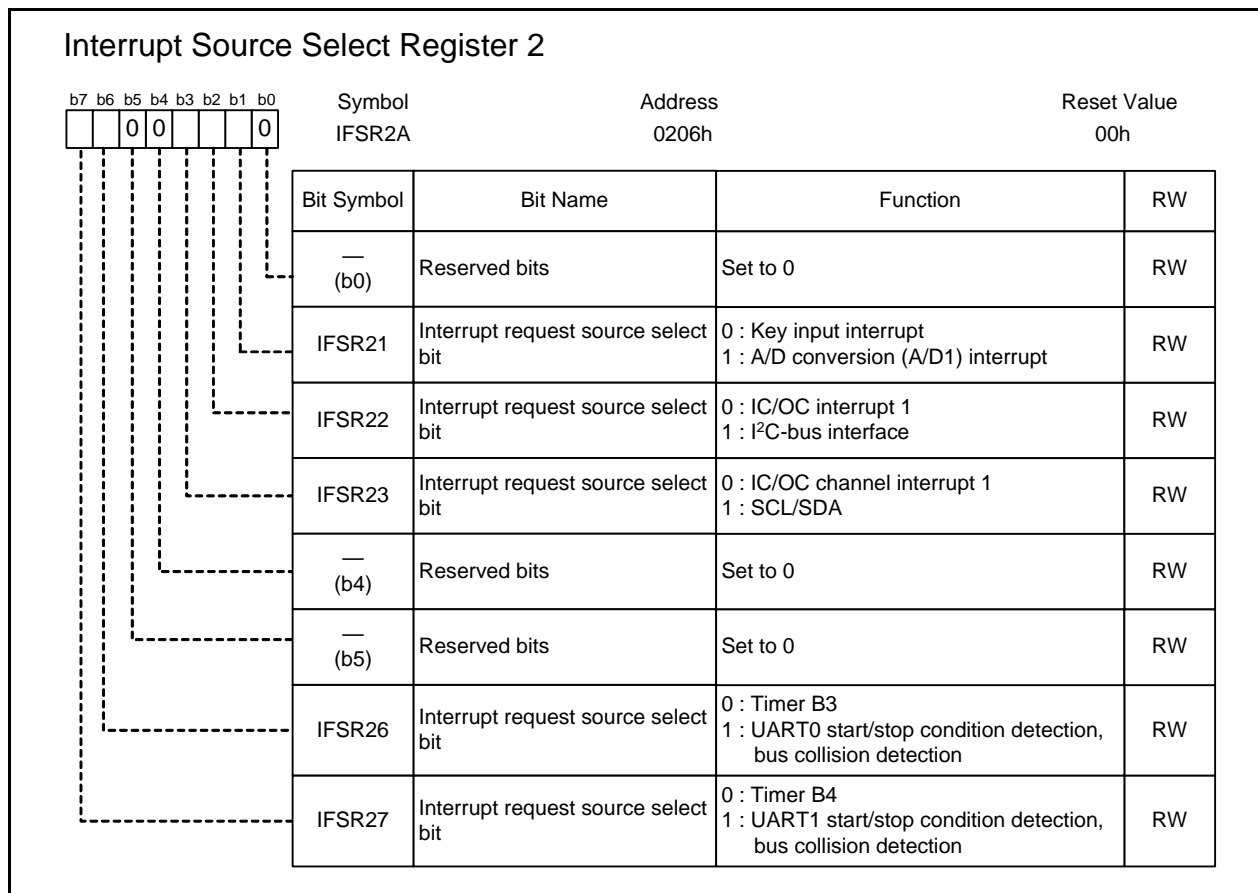 Interrupt Source Select Register 2
b7 b6 b5 b4 b3 b2 b1 b0
0 0 0
Symbol Address Reset Value
IFSR2A 0206h 00h
Bit Symbol Bit Name Function RW
—
(b0) Reserved bits Set to 0 RW
IFSR21 Interrupt request source select bit 0 : Key input interrupt
1 : A/D conversion (A/D1) interrupt RW
IFSR22 Interrupt request source select bit 0 : IC/OC interrupt 1
1 : I²C-bus interface RW
IFSR23 Interrupt request source select bit 0 : IC/OC channel interrupt 1
1 : SCL/SDA RW
—
(b4) Reserved bits Set to 0 RW
—
(b5) Reserved bits Set to 0 RW
IFSR26 Interrupt request source select bit 0 : Timer B3
1 : UART0 start/stop condition detection,
bus collision detection RW
IFSR27 Interrupt request source select bit 0 : Timer B4
1 : UART1 start/stop condition detection,
bus collision detection RW